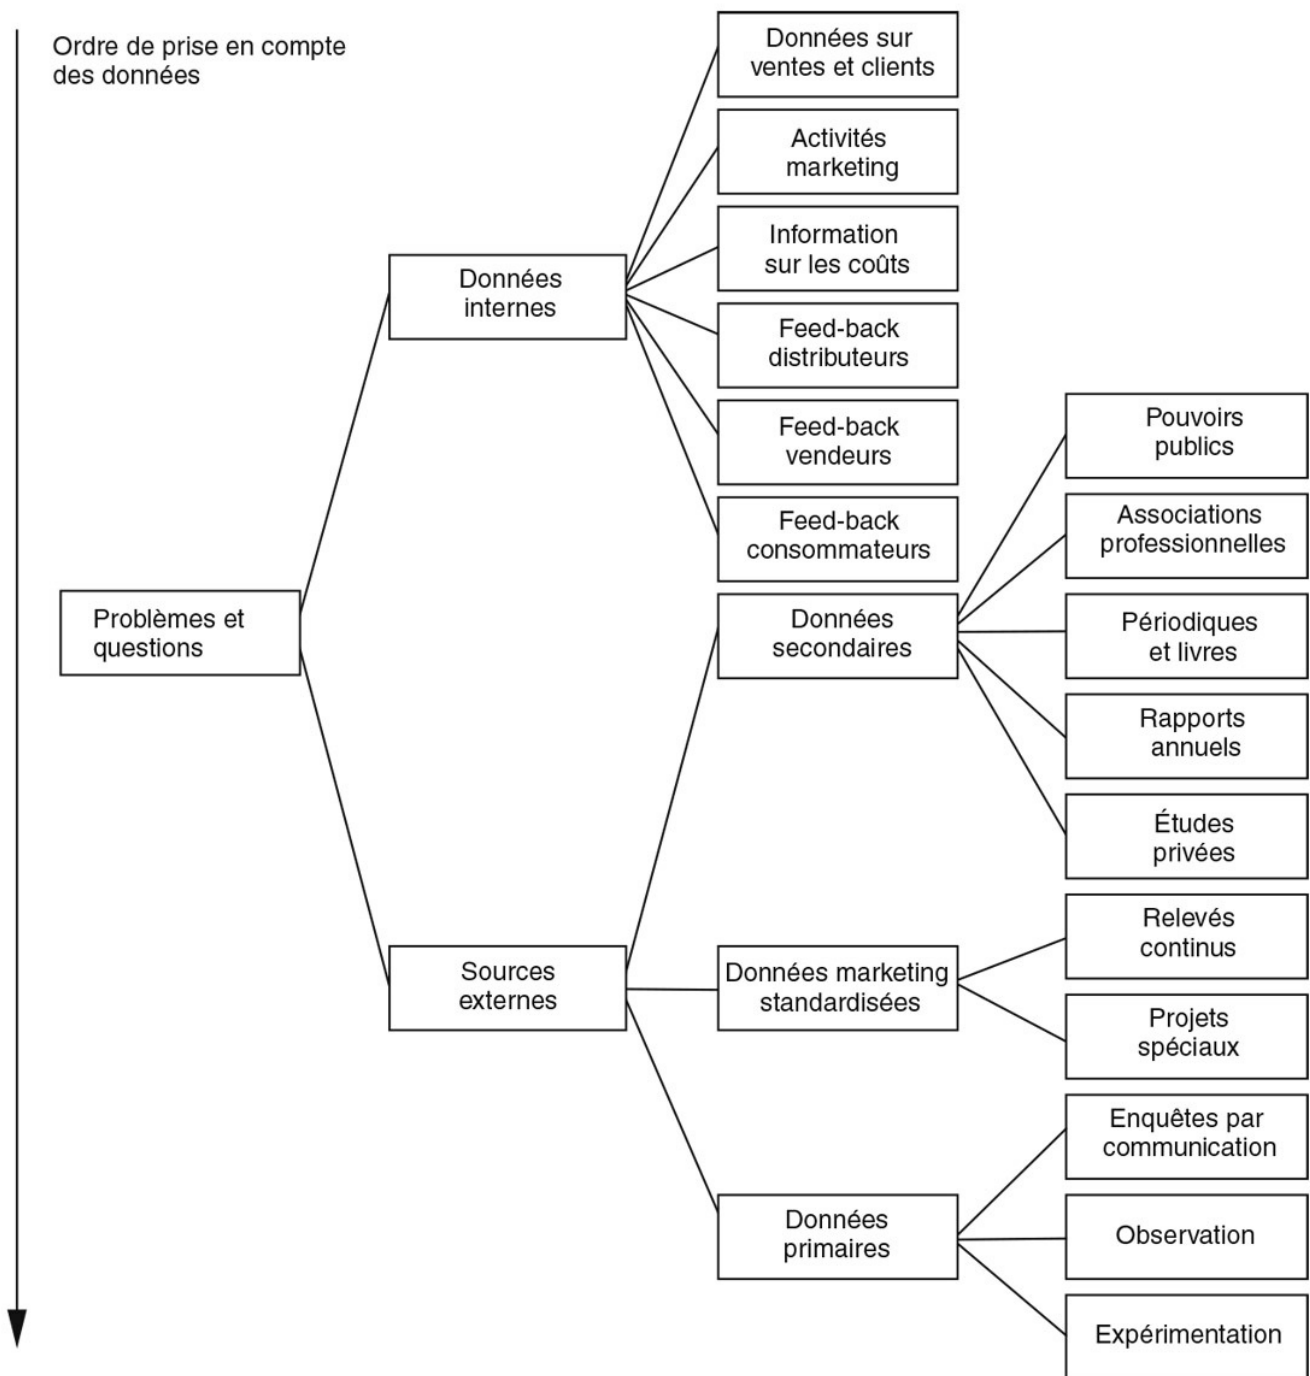 Ordre de prise en compte
des données
Données sur
ventes et clients
Activités
marketing
Information
sur les coûts
Données
internes
Feed-back
distributeurs
Feed-back
vendeurs
Feed-back
consommateurs
Problèmes et
questions
Données
secondaires
Pouvoirs
publics
Associations
professionnelles
Périodiques
et livres
Rapports
annuels
Études
privées
Sources
externes
Données marketing
standardisées
Relevés
continus
Projets
spéciaux
Données
primaires
Enquêtes par
communication
Observation
Expérimentation